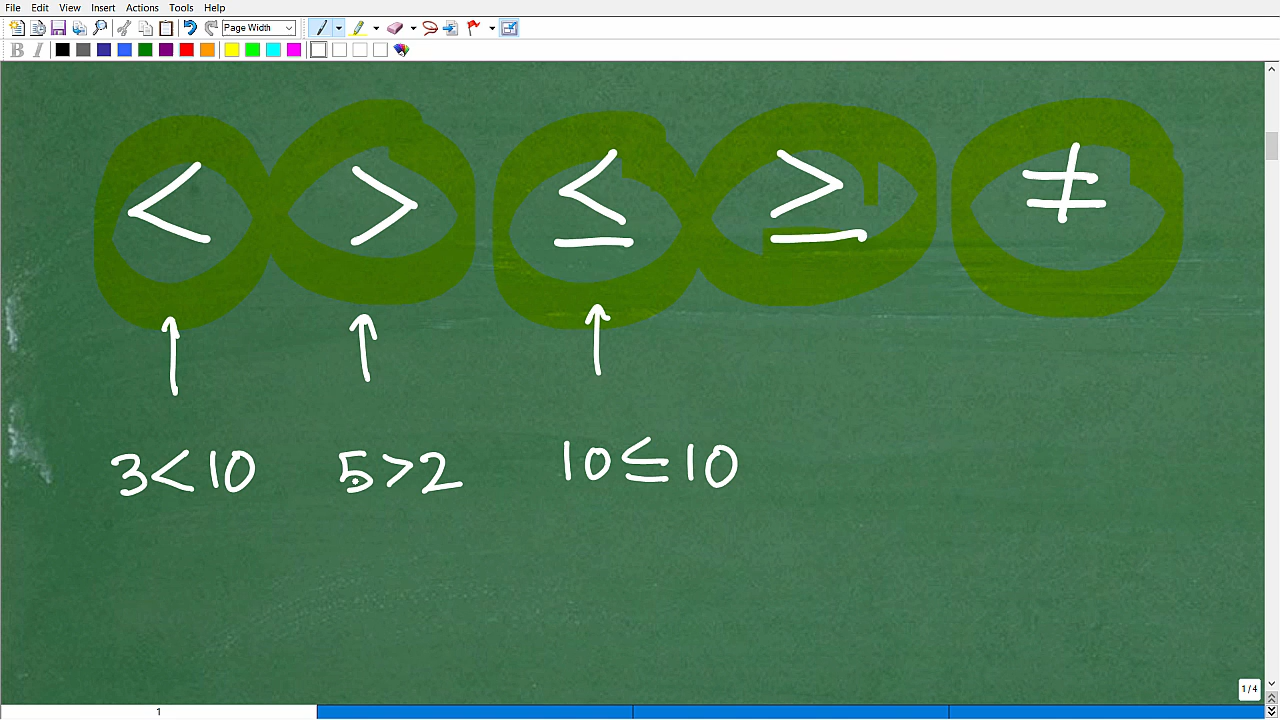 File Edit View Insert Actions Tools Help
Page Width
B I
< > ≤ ≥ ≠
3<10 5>2 10≤10
1/4
1